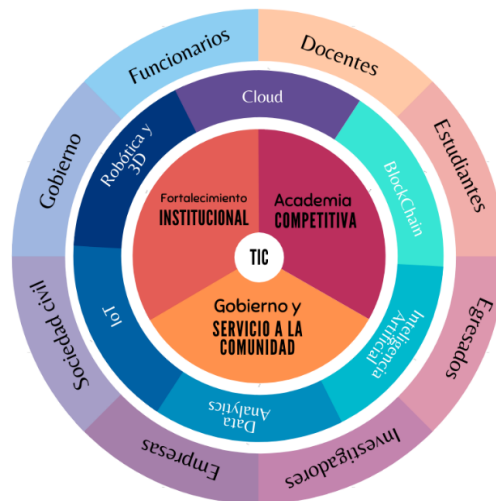 Funcionarios
Docentes
Estudiantes
Egresados
Investigadores
Empresas
Sociedad civil
Gobierno
Cloud
BlockChain
Inteligencia
Artificial
Data
Analytics
IoT
Robótica y
3D
Fortalecimiento
INSTITUCIONAL
Academia
COMPETITIVA
TIC
Gobierno y
SERVICIO A LA
COMUNIDAD